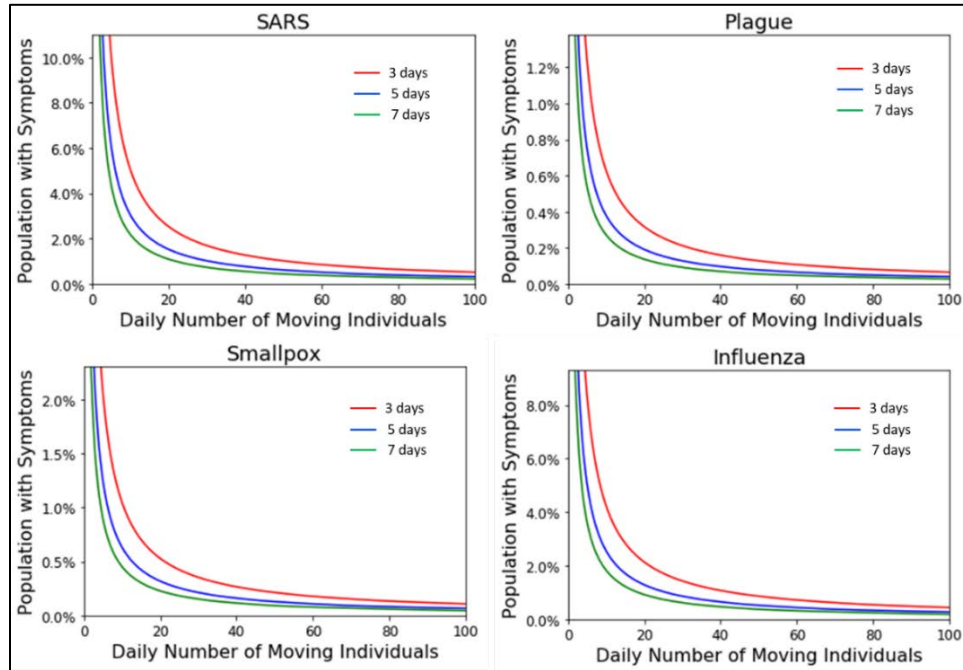 SARS
10.0%
8.0%
6.0%
4.0%
2.0%
0.0%
Population with Symptoms
3 days
5 days
7 days
0 20 40 60 80 100
Daily Number of Moving Individuals
Plague
1.2%
1.0%
0.8%
0.6%
0.4%
0.2%
0.0%
Population with Symptoms
3 days
5 days
7 days
0 20 40 60 80 100
Daily Number of Moving Individuals
Smallpox
2.0%
1.5%
1.0%
0.5%
0.0%
Population with Symptoms
3 days
5 days
7 days
0 20 40 60 80 100
Daily Number of Moving Individuals
Influenza
8.0%
6.0%
4.0%
2.0%
0.0%
Population with Symptoms
3 days
5 days
7 days
0 20 40 60 80 100
Daily Number of Moving Individuals